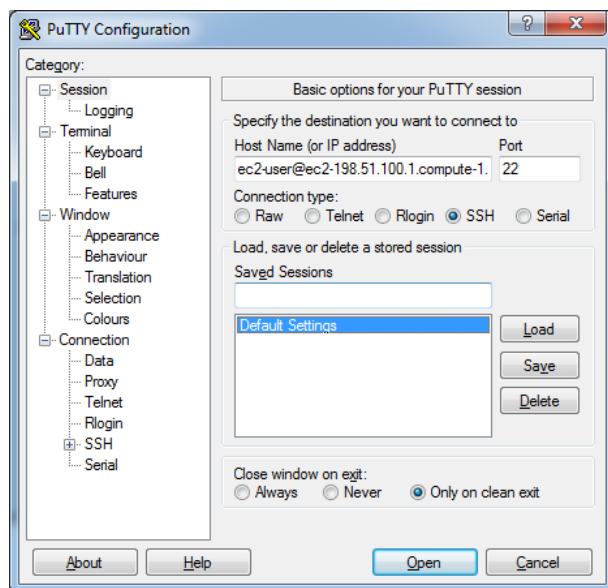 PuTTY Configuration
Category:
Session
Logging
Terminal
Keyboard
Bell
Features
Window
Appearance
Behaviour
Translation
Selection
Colours
Connection
Data
Proxy
Telnet
Rlogin
SSH
Serial
Basic options for your PuTTY session
Specify the destination you want to connect to
Host Name (or IP address) Port
ec2-user@ec2-198.51.100.1.compute-1. 22
Connection type:
Raw Telnet Rlogin SSH Serial
Load, save or delete a stored session
Saved Sessions
Default Settings
Load
Save
Delete
Close window on exit:
Always Never Only on clean exit
About Help Open Cancel